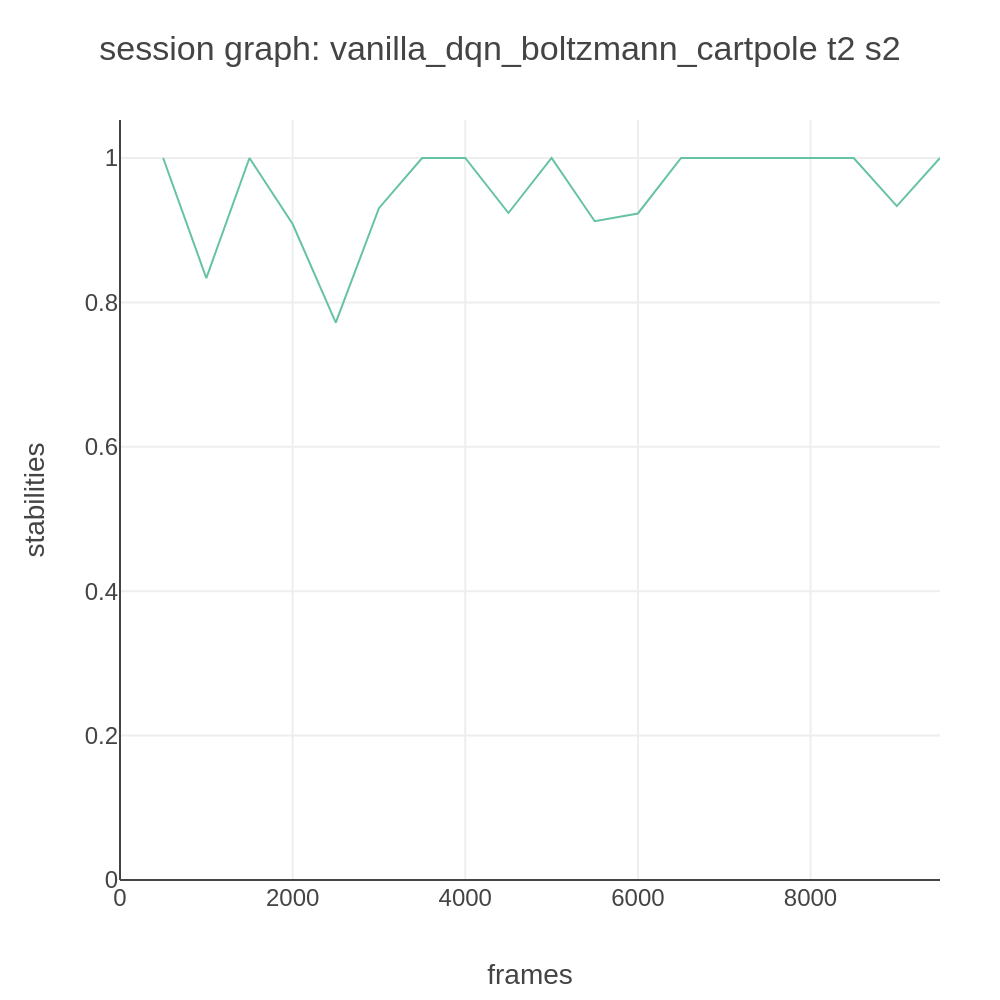 session graph: vanilla_dqn_boltzmann_cartpole t2 s2
1
0.8
0.6
0.4
0.2
0
stabilities
0 2000 4000 6000 8000
frames